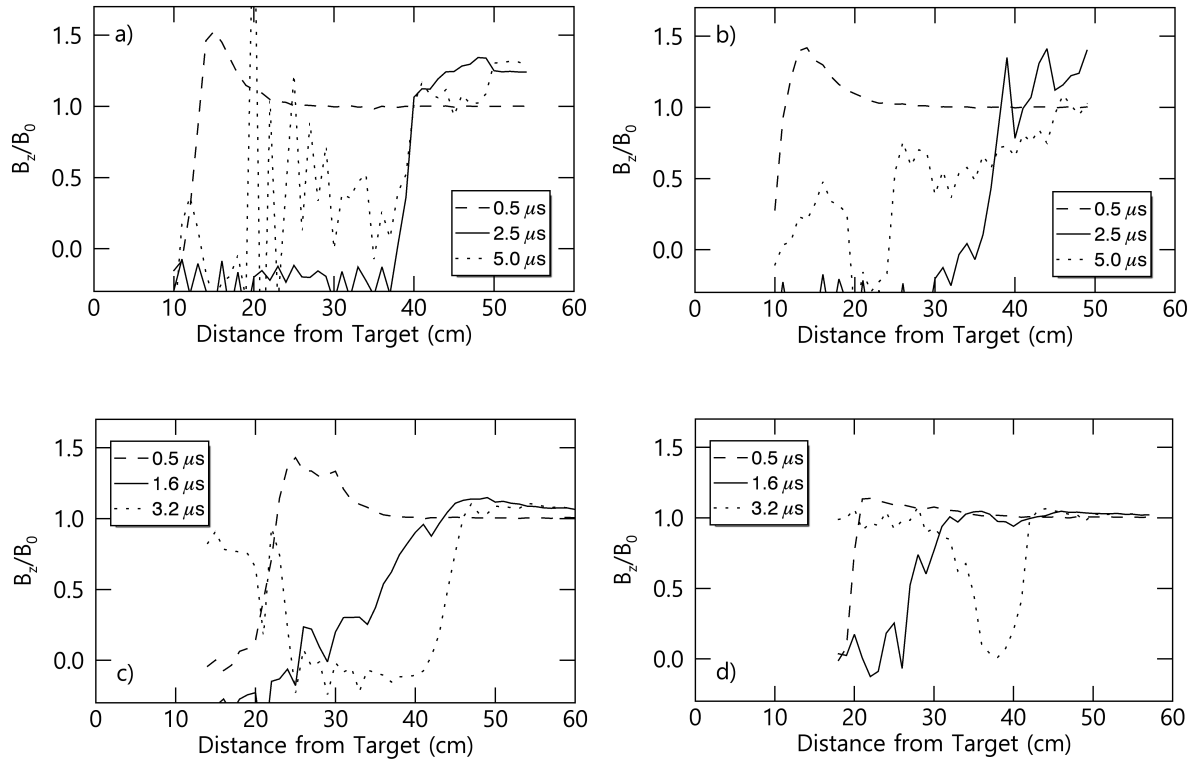 a)
1.5
1.0
0.5
0.0
B_z/B_0
0.5 μs
2.5 μs
5.0 μs
0 10 20 30 40 50 60
Distance from Target (cm)
b)
1.5
1.0
0.5
0.0
B_z/B_0
0.5 μs
2.5 μs
5.0 μs
0 10 20 30 40 50 60
Distance from Target (cm)
1.5
1.0
0.5
0.0
B_z/B_0
0.5 μs
1.6 μs
3.2 μs
c)
0 10 20 30 40 50 60
Distance from Target (cm)
1.5
1.0
0.5
0.0
B_z/B_0
0.5 μs
1.6 μs
3.2 μs
d)
0 10 20 30 40 50 60
Distance from Target (cm)